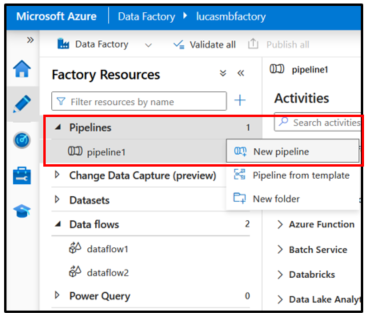 Microsoft Azure Data Factory lucasmbfactory
Data Factory Validate all Publish all
Factory Resources
Filter resources by name
Pipelines 1
pipeline1
Change Data Capture (preview)
Datasets
Data flows 2
dataflow1
dataflow2
Power Query 0
pipeline1
Activities
Search activities
New pipeline
Pipeline from template
New folder
Azure Function
Batch Service
Databricks
Data Lake Analyt